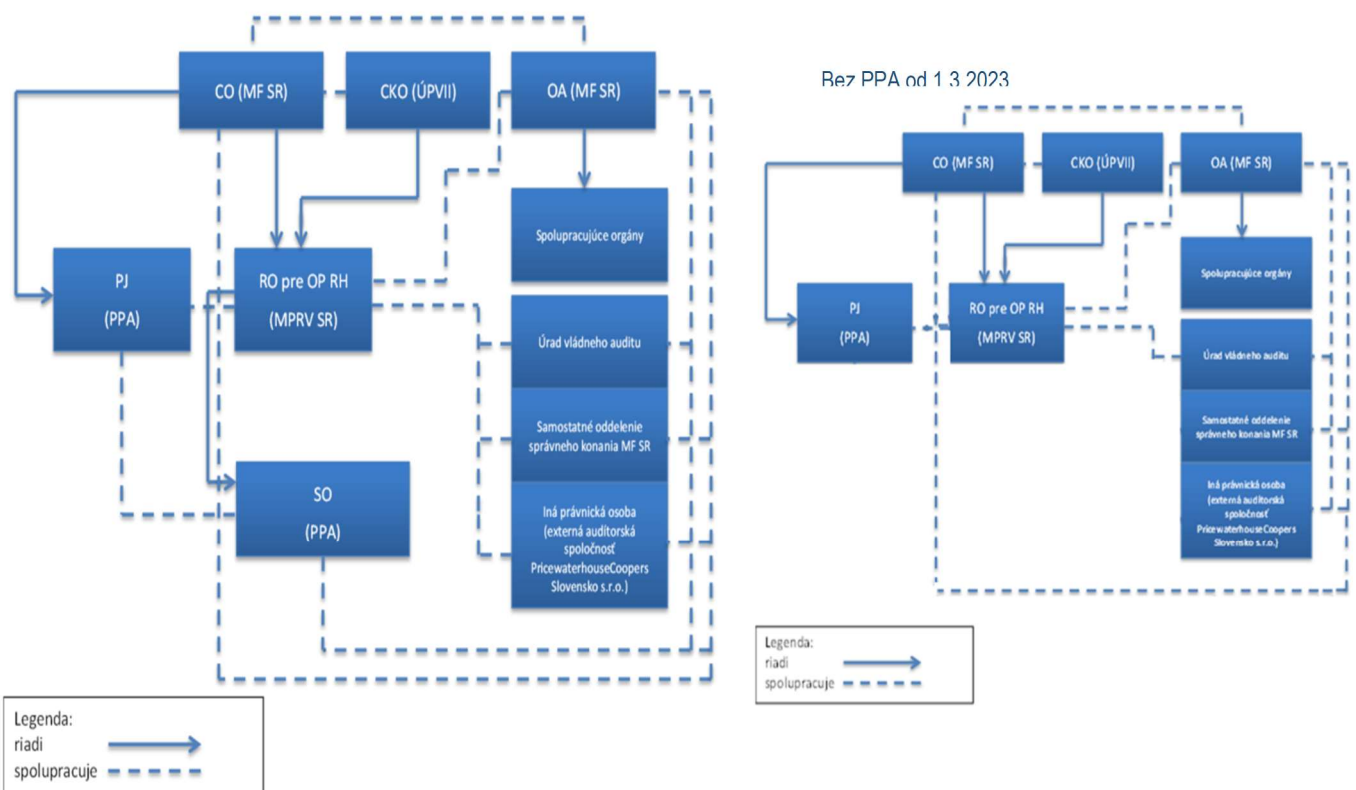 CO (MF SR)
CKO (ÚPVII)
OA (MF SR)
Spolupracujúce orgány
PJ
(PPA)
RO pre OP RH
(MPRV SR)
Úrad vládneho auditu
Samostatné oddelenie
správneho konania MF SR
SO
(PPA)
Iná právnická osoba
(externá audítorská
spoločnosť
PricewaterhouseCoopers
Slovensko s.r.o.)
Legenda:
riadi
spolupracuje
Bez PPA od 1.3.2023
CO (MF SR)
CKO (ÚPVII)
OA (MF SR)
Spolupracujúce orgány
PJ
(PPA)
RO pre OP RH
(MPRV SR)
Úrad vládneho auditu
Samostatné oddelenie
správneho konania MF SR
Iná právnická osoba
(externá audítorská
spoločnosť
PricewaterhouseCoopers
Slovensko s.r.o.)
Legenda:
riadi
spolupracuje